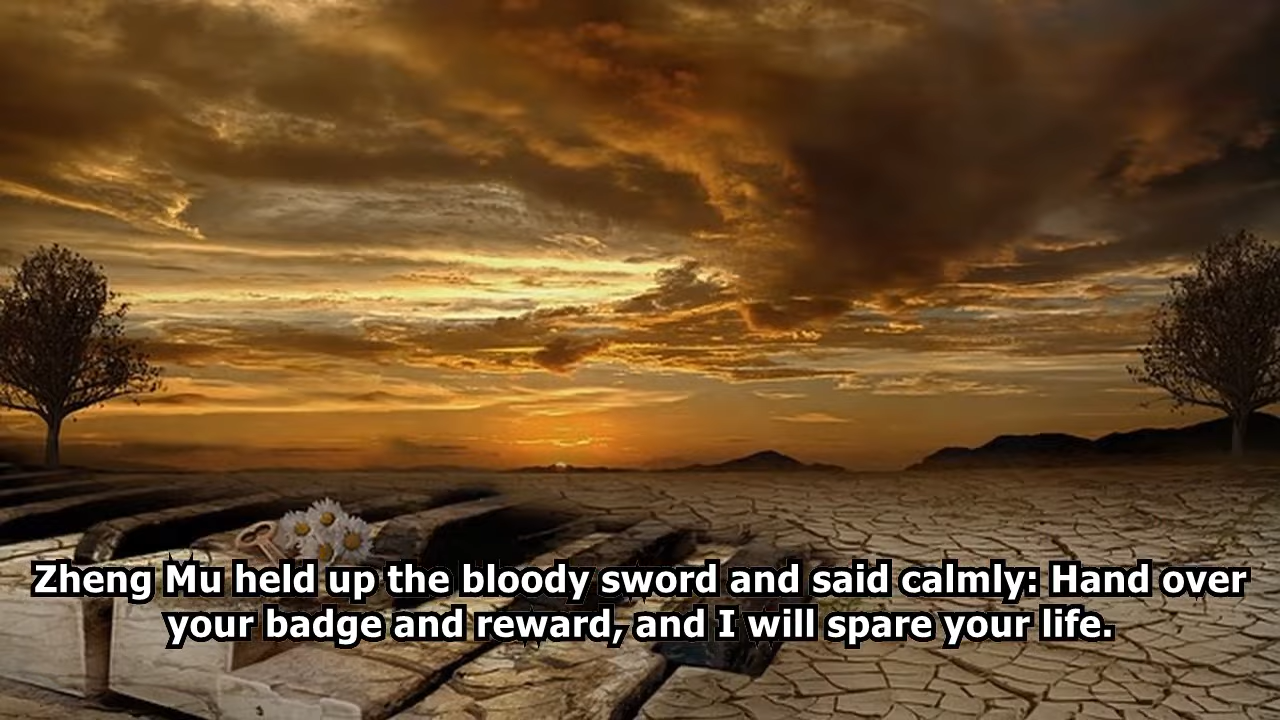 Zheng Mu held up the bloody sword and said calmly: Hand over
your badge and reward, and I will spare your life.